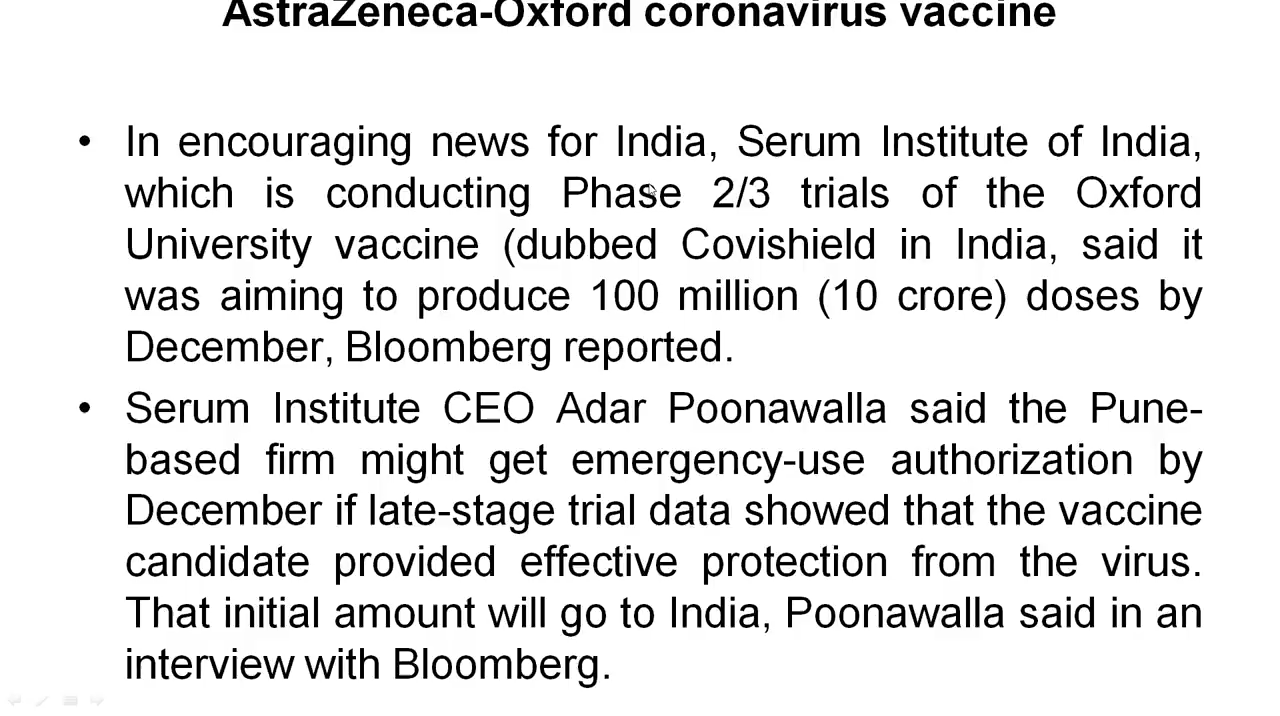 AstraZeneca-Oxford coronavirus vaccine
• In encouraging news for India, Serum Institute of India,
which is conducting Phase 2/3 trials of the Oxford
University vaccine (dubbed Covishield in India, said it
was aiming to produce 100 million (10 crore) doses by
December, Bloomberg reported.
• Serum Institute CEO Adar Poonawalla said the Pune-
based firm might get emergency-use authorization by
December if late-stage trial data showed that the vaccine
candidate provided effective protection from the virus.
That initial amount will go to India, Poonawalla said in an
interview with Bloomberg.